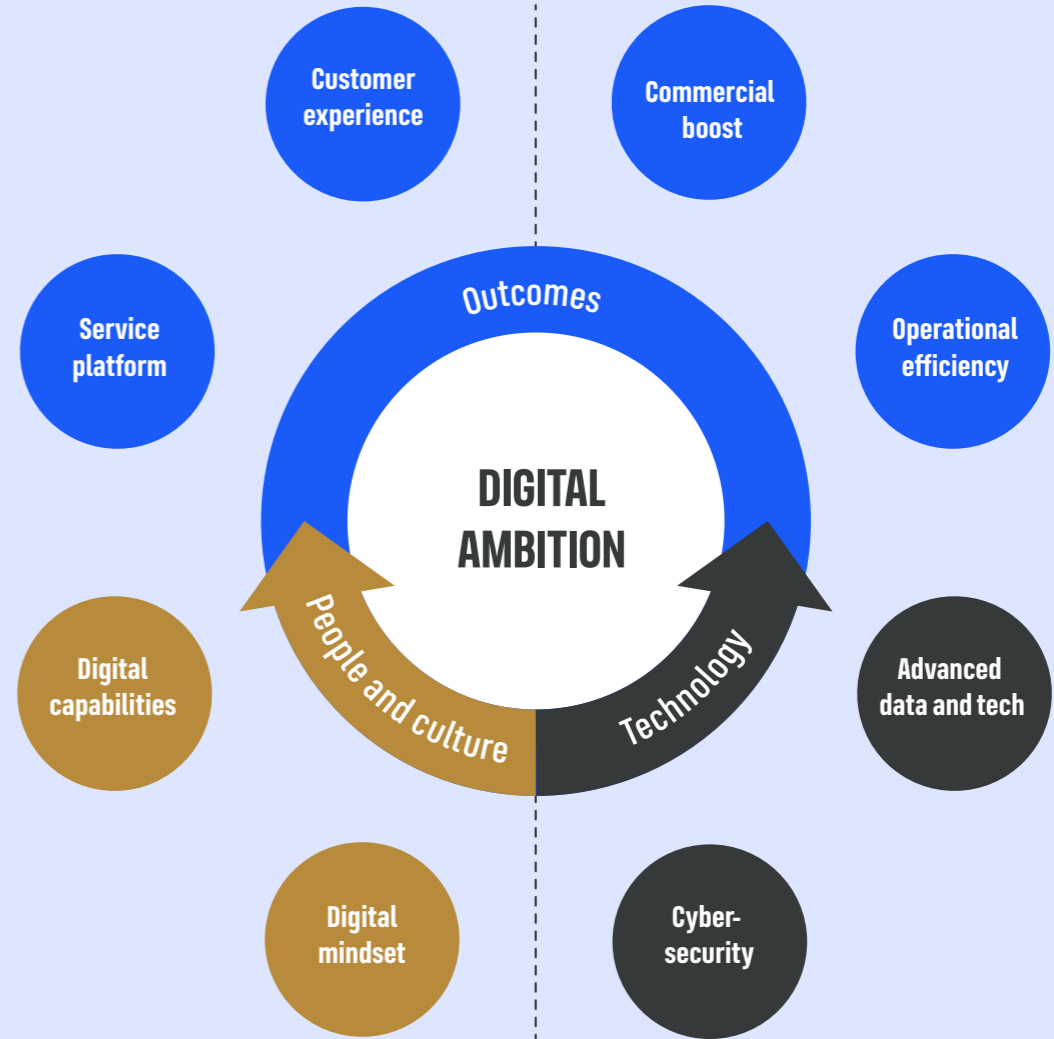 Customer
experience
Commercial
boost
Outcomes
Service
platform
Operational
efficiency
DIGITAL
AMBITION
People and culture
Technology
Digital
capabilities
Advanced
data and tech
Digital
mindset
Cyber-
security